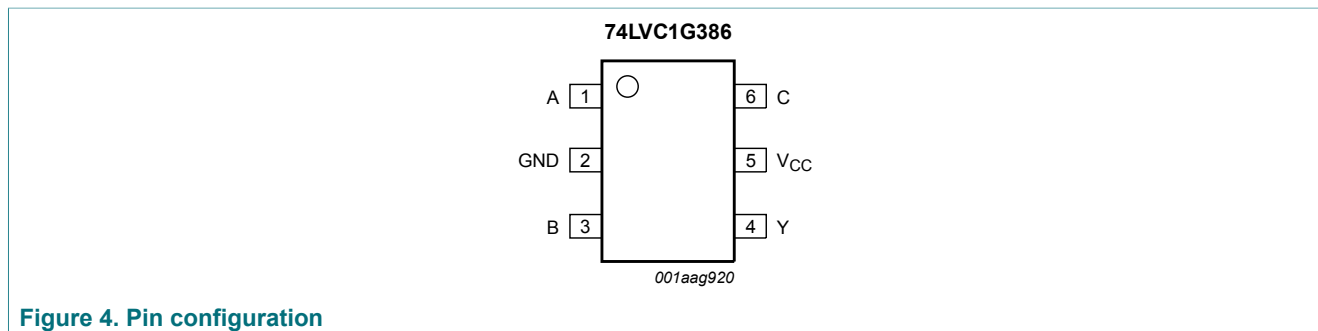 74LVC1G386
A 1 6 C
GND 2 5 VCC
B 3 4 Y
001aag920
Figure 4. Pin configuration